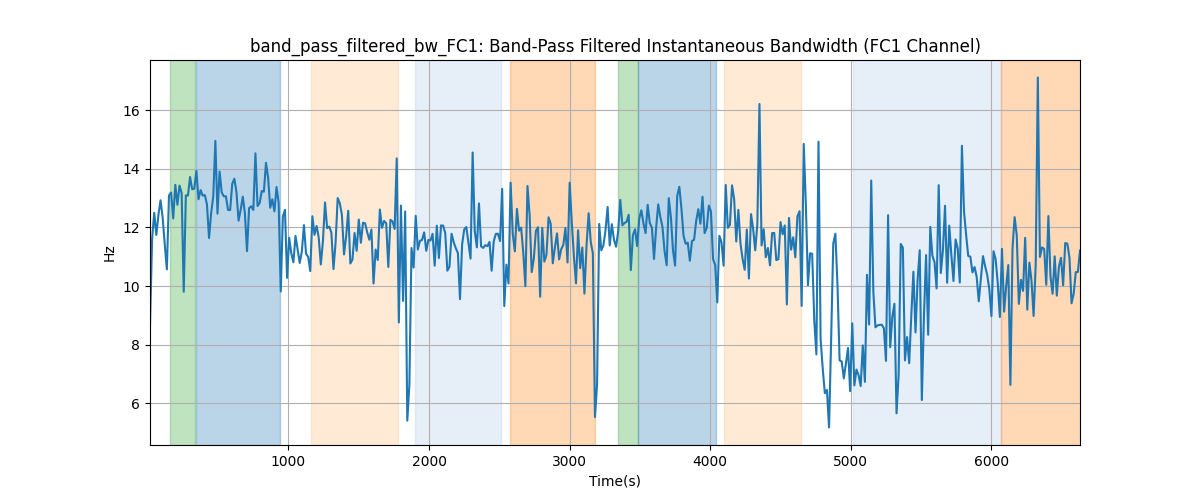 band_pass_filtered_bw_FC1: Band-Pass Filtered Instantaneous Bandwidth (FC1 Channel)
16
14
12
10
8
6
Hz
1000 2000 3000 4000 5000 6000
Time(s)